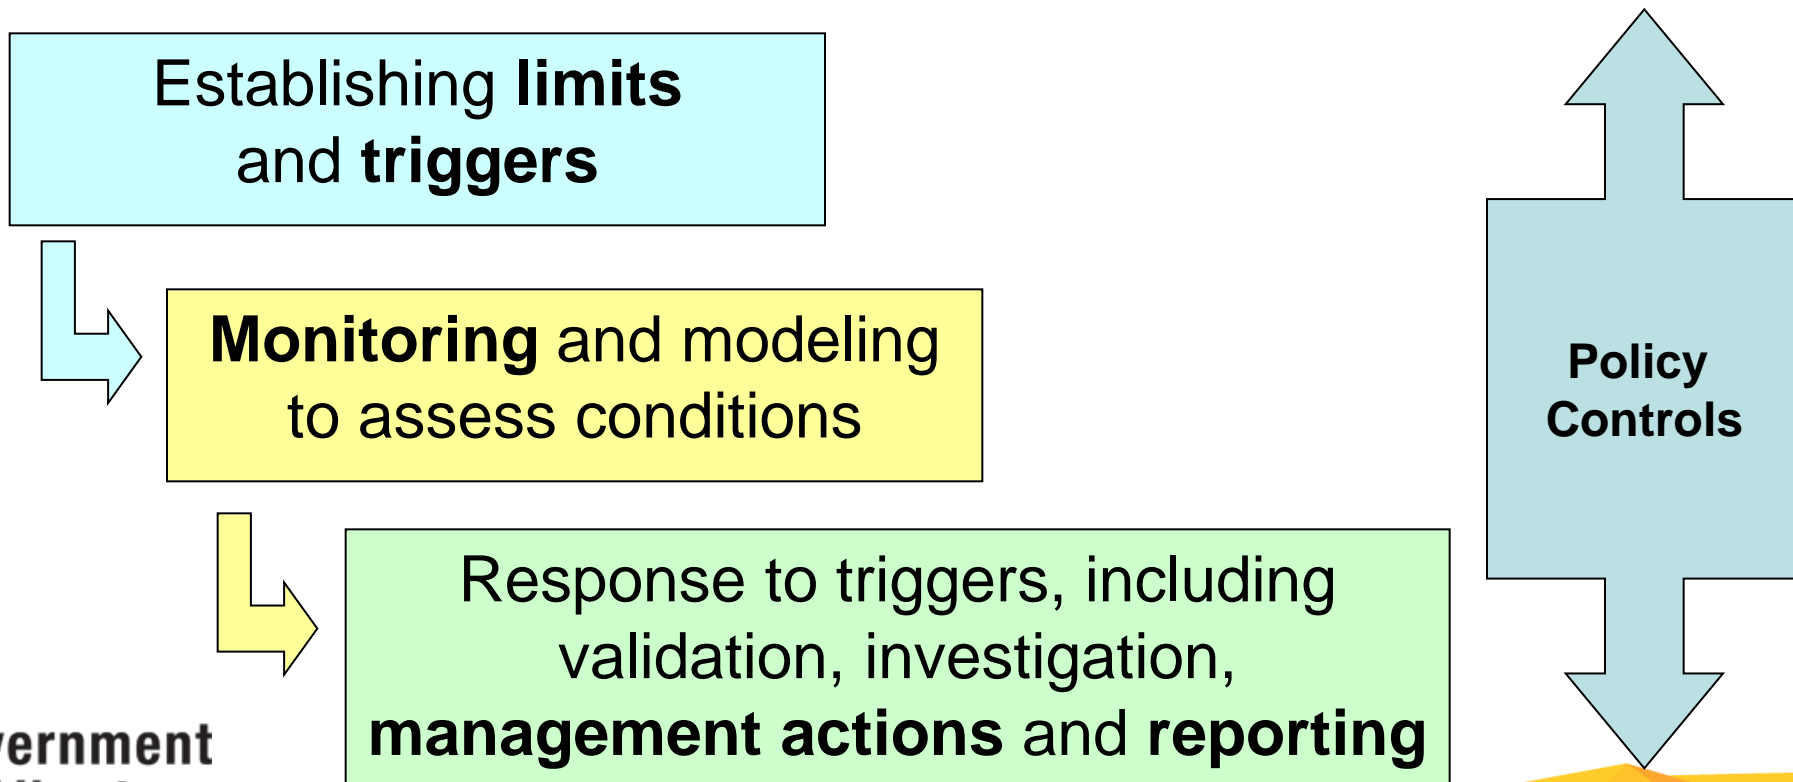 Establishing limits
and triggers
Monitoring and modeling
to assess conditions
Response to triggers, including
validation, investigation,
management actions and reporting
Policy
Controls
vernment